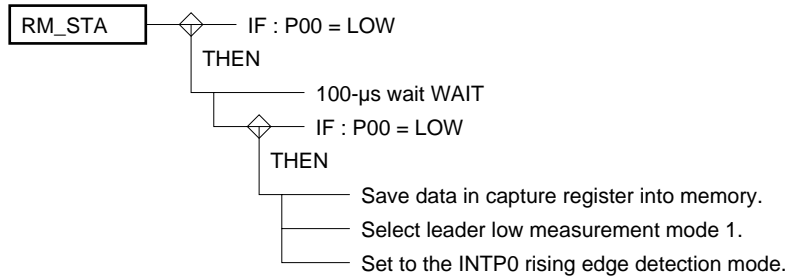 RM_STA
IF : P00 = LOW
THEN
100-µs wait WAIT
IF : P00 = LOW
THEN
Save data in capture register into memory.
Select leader low measurement mode 1.
Set to the INTP0 rising edge detection mode.